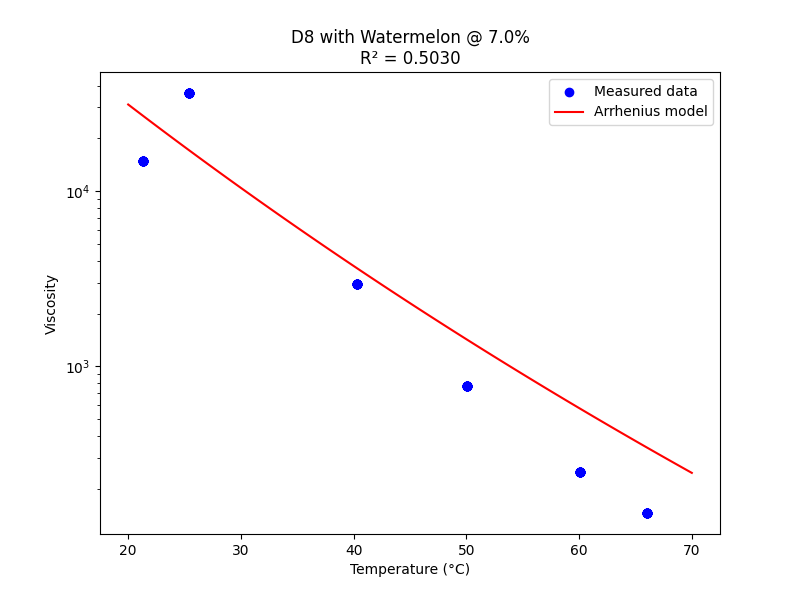 D8 with Watermelon @ 7.0%
R² = 0.5030
Measured data
Arrhenius model
Viscosity
10⁴
10³
20 30 40 50 60 70
Temperature (°C)